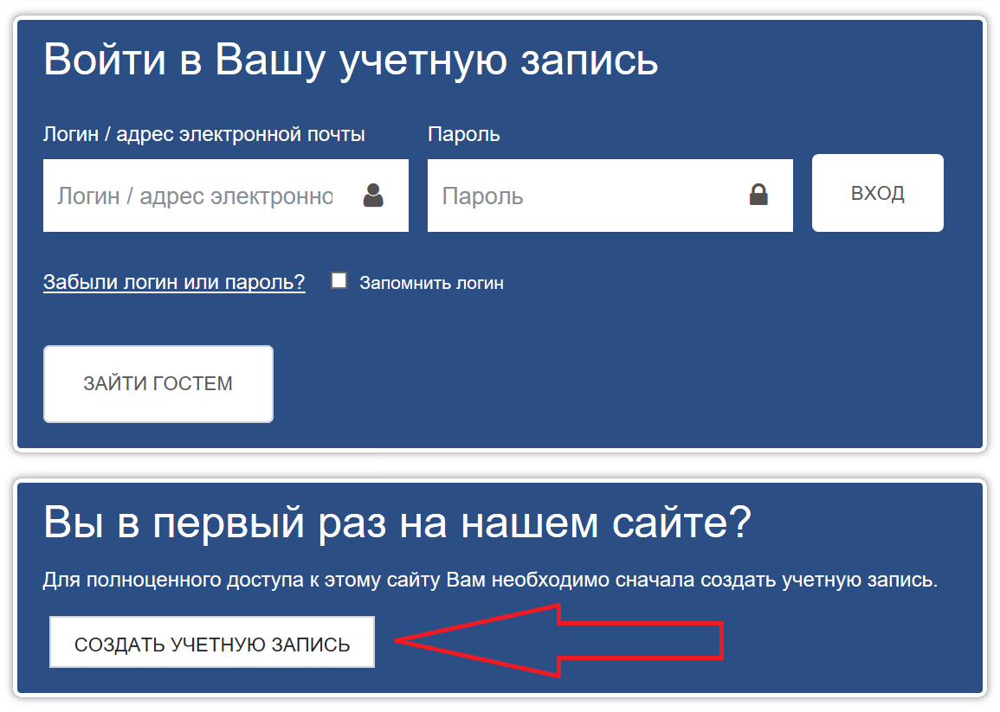 Войти в Вашу учетную запись
Логин / адрес электронной почты
Пароль
Логин / адрес электронно
Пароль
ВХОД
Забыли логин или пароль?
Запомнить логин
ЗАЙТИ ГОСТЕМ
Вы в первый раз на нашем сайте?
Для полноценного доступа к этому сайту Вам необходимо сначала создать учетную запись.
СОЗДАТЬ УЧЕТНУЮ ЗАПИСЬ